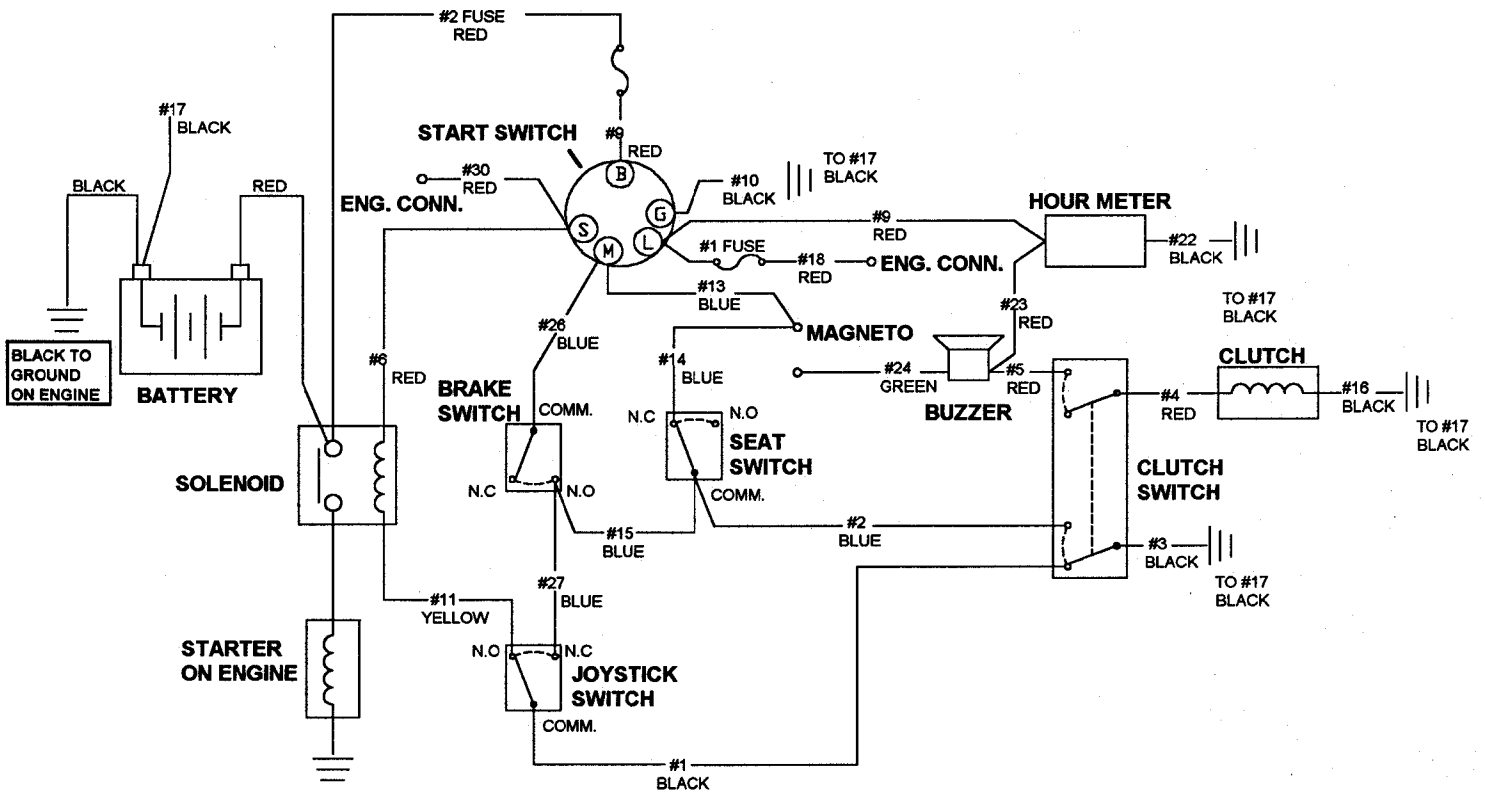 #2 FUSE
RED
#17
BLACK
START SWITCH
#9
RED
B
#30
RED
ENG. CONN.
#10
BLACK
TO #17
BLACK
G
S
M
L
BLACK
RED
HOUR METER
#9
RED
#22
BLACK
#1 FUSE
#18
RED
ENG. CONN.
#13
BLUE
#23
RED
TO #17
BLACK
BLACK TO
GROUND
ON ENGINE
BATTERY
#26
BLUE
MAGNETO
#6
RED
#14
BLUE
#24
GREEN
#5
RED
BUZZER
CLUTCH
#4
RED
#16
BLACK
TO #17
BLACK
BRAKE
SWITCH
COMM.
N.C
N.O
N.C
N.O
SEAT
SWITCH
COMM.
CLUTCH
SWITCH
SOLENOID
#15
BLUE
#2
BLUE
#3
BLACK
TO #17
BLACK
#27
BLUE
#11
YELLOW
STARTER
ON ENGINE
N.O
N.C
JOYSTICK
SWITCH
COMM.
#1
BLACK